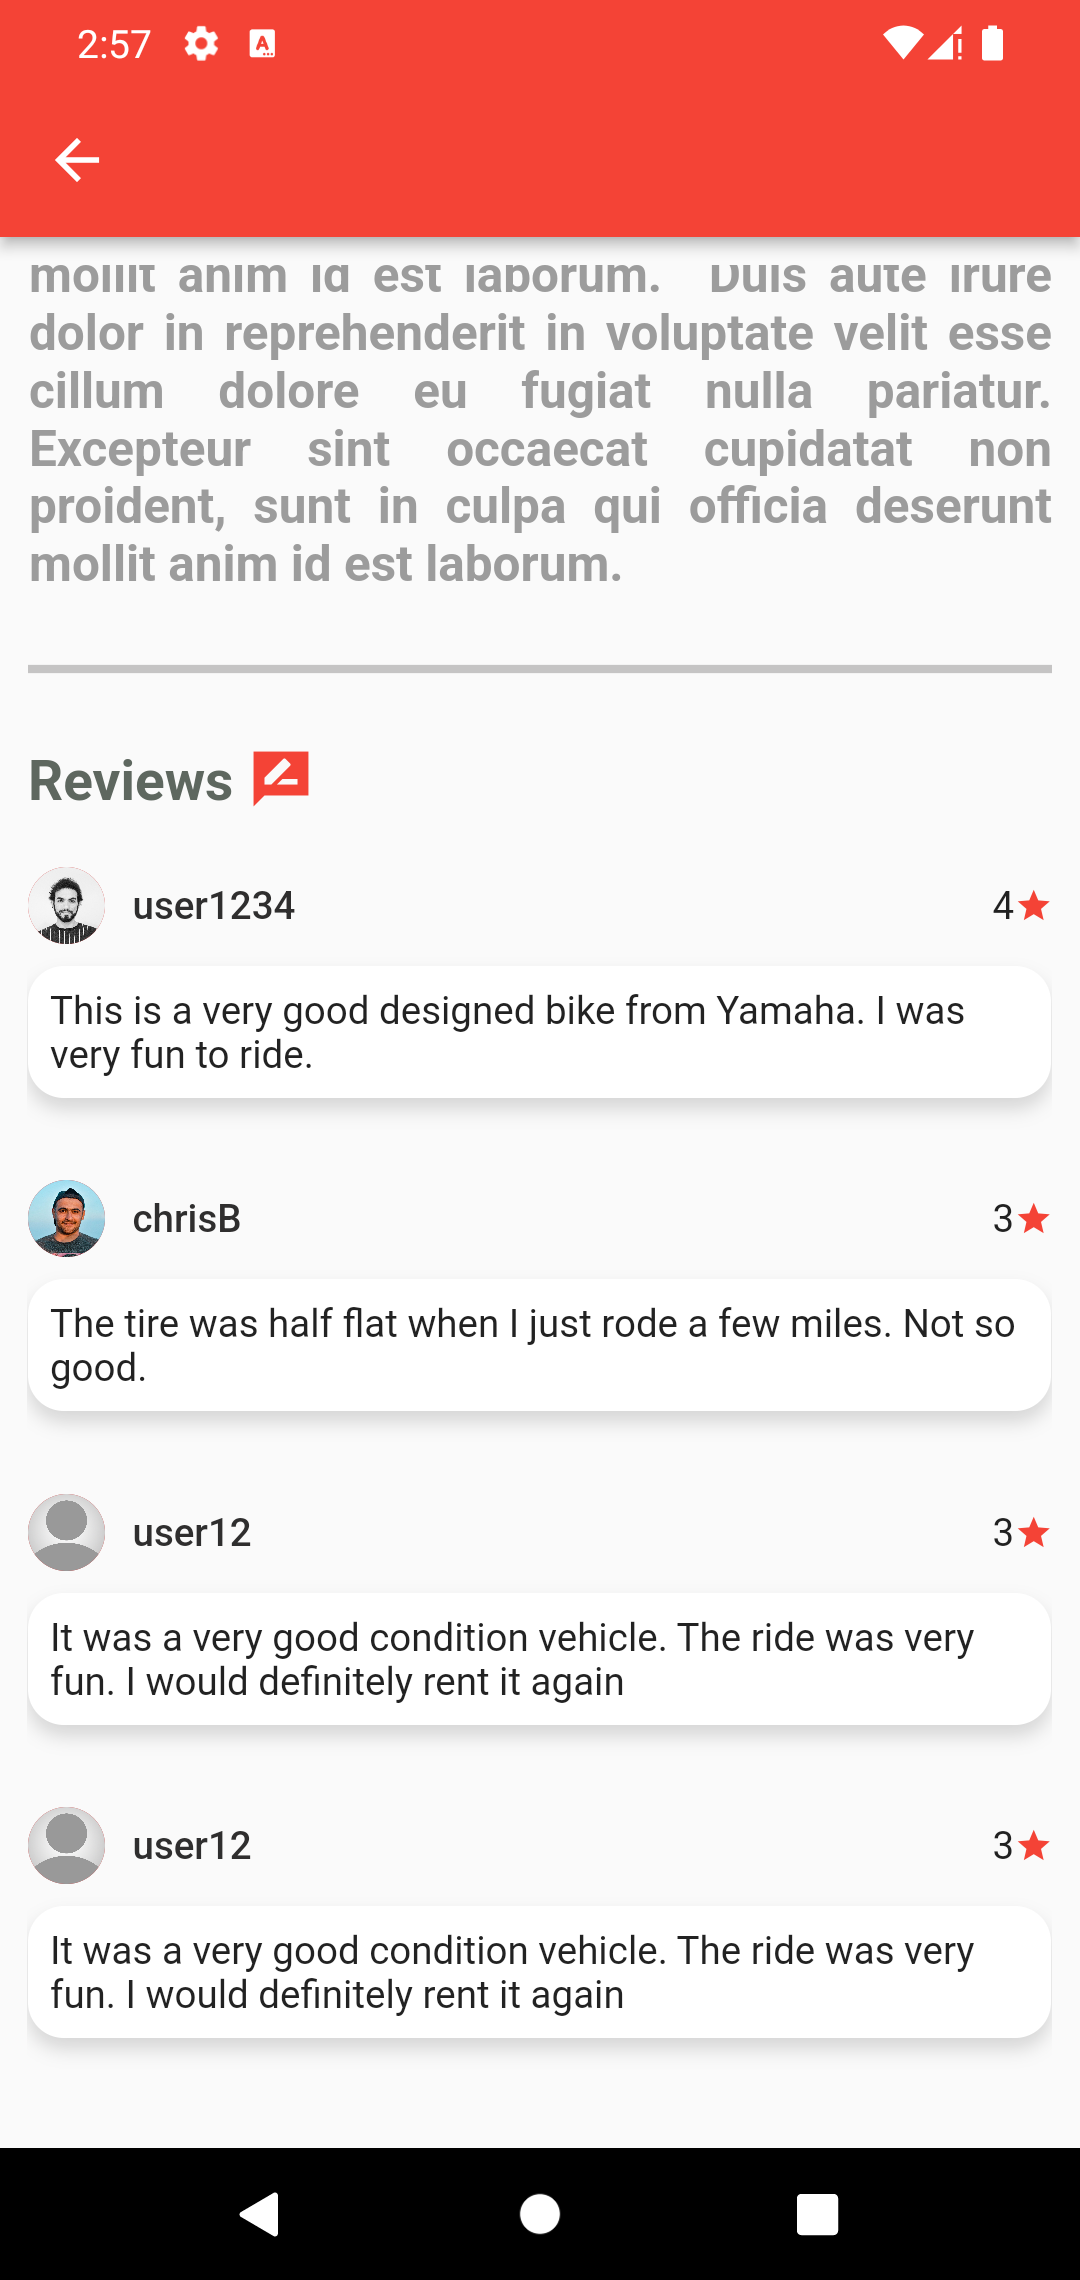 2:57
mollit anim id est laborum. Duis aute irure
dolor in reprehenderit in voluptate velit esse
cillum dolore eu fugiat nulla pariatur.
Excepteur sint occaecat cupidatat non
proident, sunt in culpa qui officia deserunt
mollit anim id est laborum.
Reviews
user1234 4
This is a very good designed bike from Yamaha. I was
very fun to ride.
chrisB 3
The tire was half flat when I just rode a few miles. Not so
good.
user12 3
It was a very good condition vehicle. The ride was very
fun. I would definitely rent it again
user12 3
It was a very good condition vehicle. The ride was very
fun. I would definitely rent it again